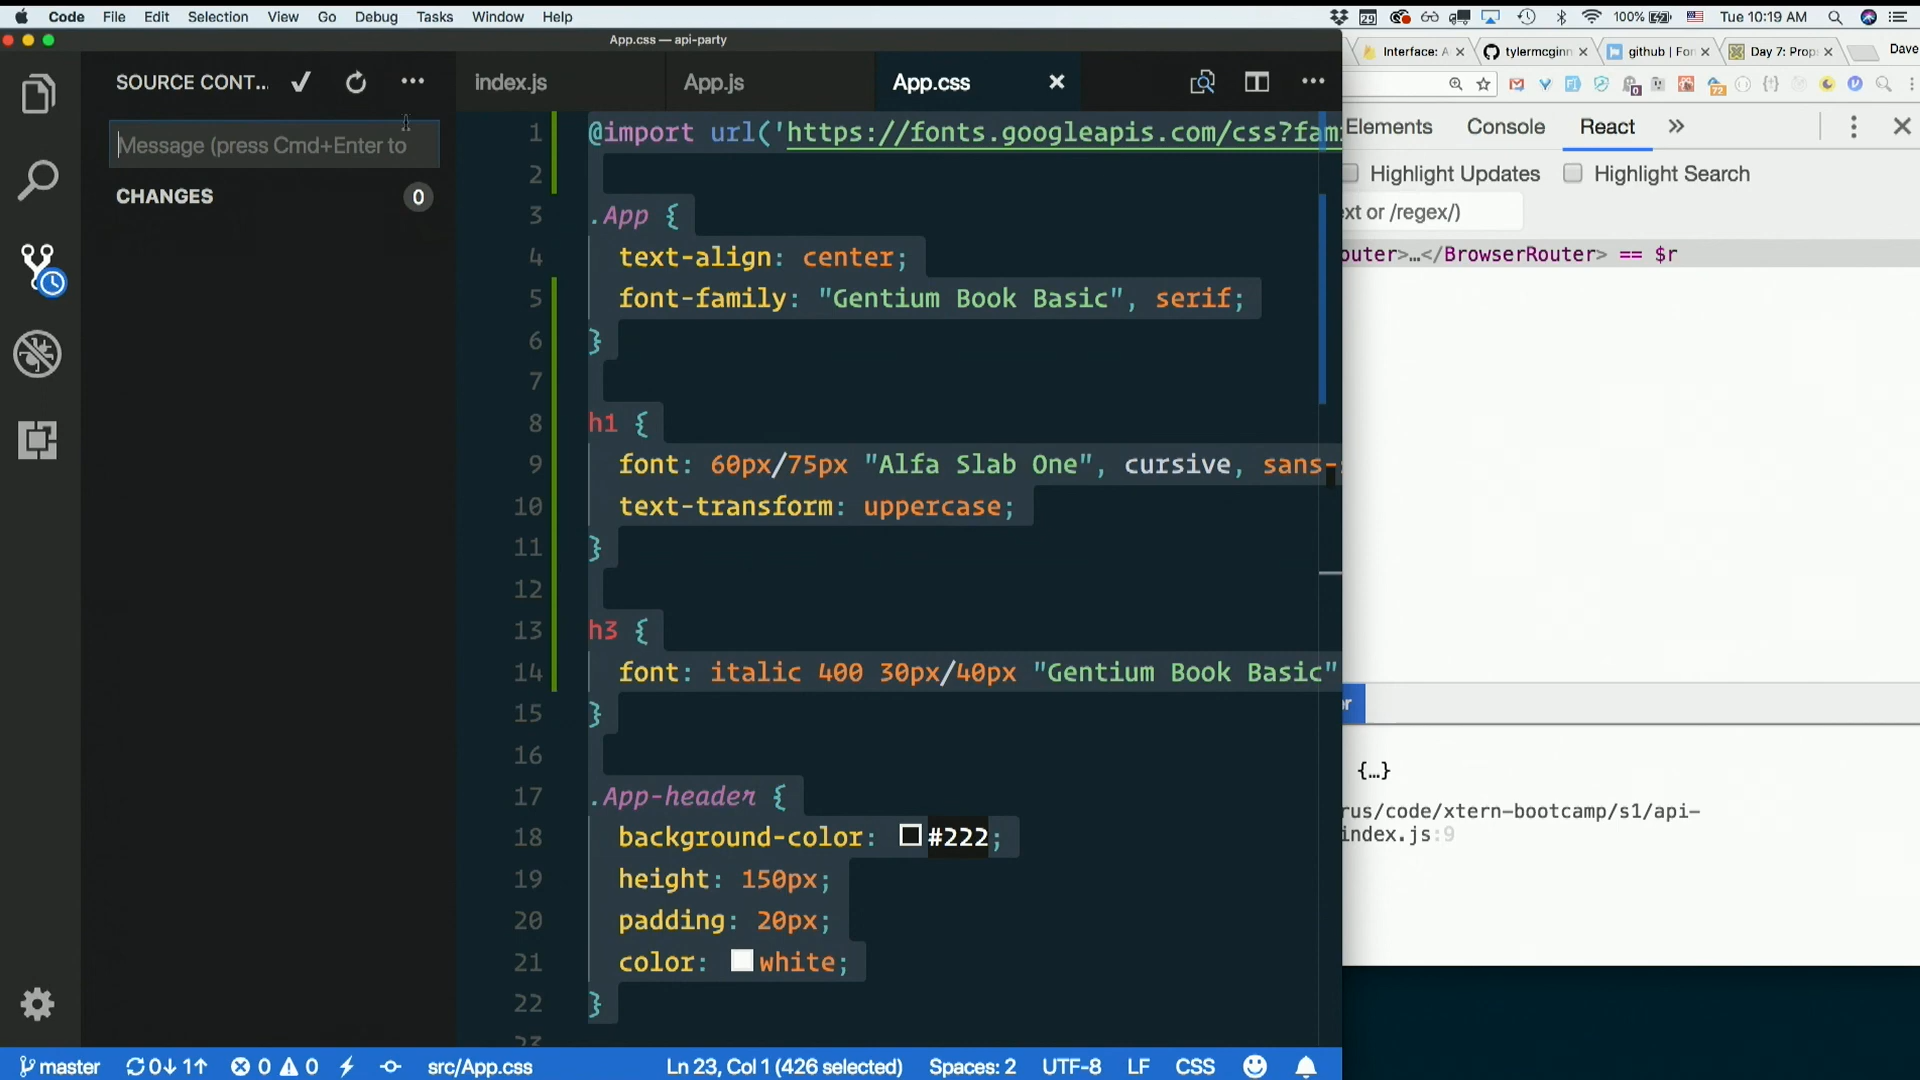 Code File Edit Selection View Go Debug Tasks Window Help
29 100% Tue 10:19 AM
App.css — api-party
SOURCE CONT...
Message (press Cmd+Enter to
CHANGES 0
index.js App.js App.css
1 @import url('https://fonts.googleapis.com/css?fami
2
3 .App {
4 text-align: center;
5 font-family: "Gentium Book Basic", serif;
6 }
7
8 h1 {
9 font: 60px/75px "Alfa Slab One", cursive, sans-
10 text-transform: uppercase;
11 }
12
13 h3 {
14 font: italic 400 30px/40px "Gentium Book Basic"
15 }
16
17 .App-header {
18 background-color: #222;
19 height: 150px;
20 padding: 20px;
21 color: white;
22 }
23
master 0↓ 1↑ 0 0 src/App.css Ln 23, Col 1 (426 selected) Spaces: 2 UTF-8 LF CSS
Interface: A tylermcginn github | For Day 7: Prop Dave
72
Elements Console React »
Highlight Updates Highlight Search
ext or /regex/)
outer>…</BrowserRouter> == $r
er
{…}
rus/code/xtern-bootcamp/s1/api-
index.js:9